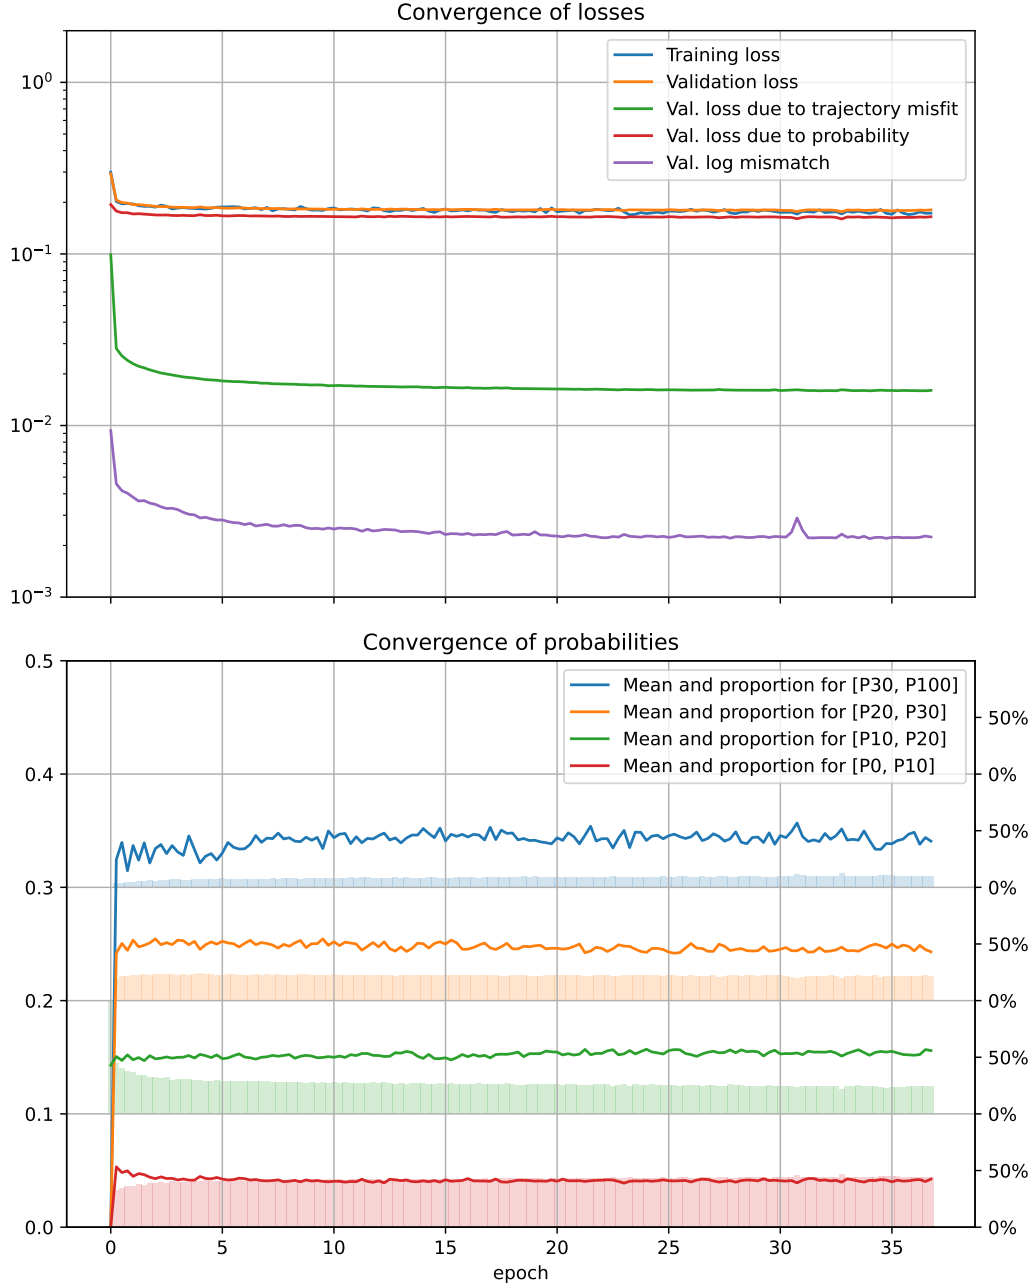 Convergence of losses
Training loss
Validation loss
Val. loss due to trajectory misfit
Val. loss due to probability
Val. log mismatch
10⁰
10⁻¹
10⁻²
10⁻³
Convergence of probabilities
Mean and proportion for [P30, P100]
Mean and proportion for [P20, P30]
Mean and proportion for [P10, P20]
Mean and proportion for [P0, P10]
0.5
50%
0.4 0%
50%
0.3 0%
50%
0.2 0%
50%
0.1 0%
50%
0.0 0%
0 5 10 15 20 25 30 35
epoch